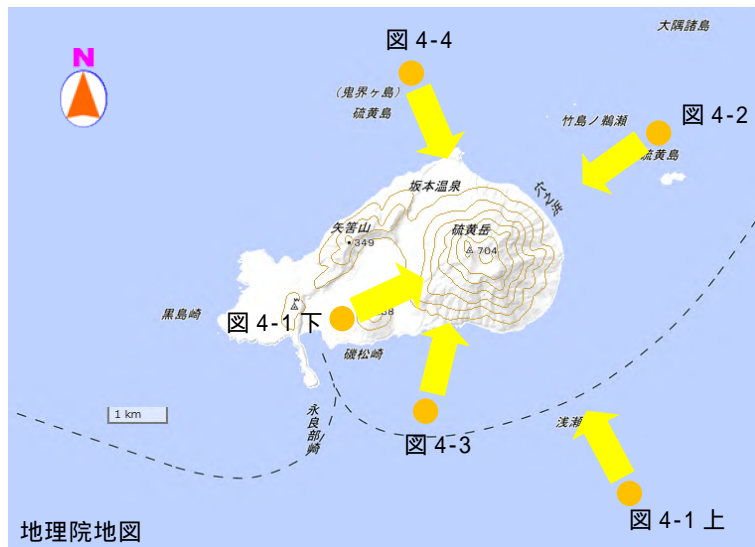 大隅諸島
図 4-4
N
(鬼界ヶ島)
硫黄島
竹島ノ鵜瀬
図 4-2
硫黄島
坂本温泉
穴之浜
矢筈山
349
硫黄岳
704
黒島崎
図 4-1 下
磯松崎
1 km
永良部崎
図 4-3
浅瀬
図 4-1 上
地理院地図